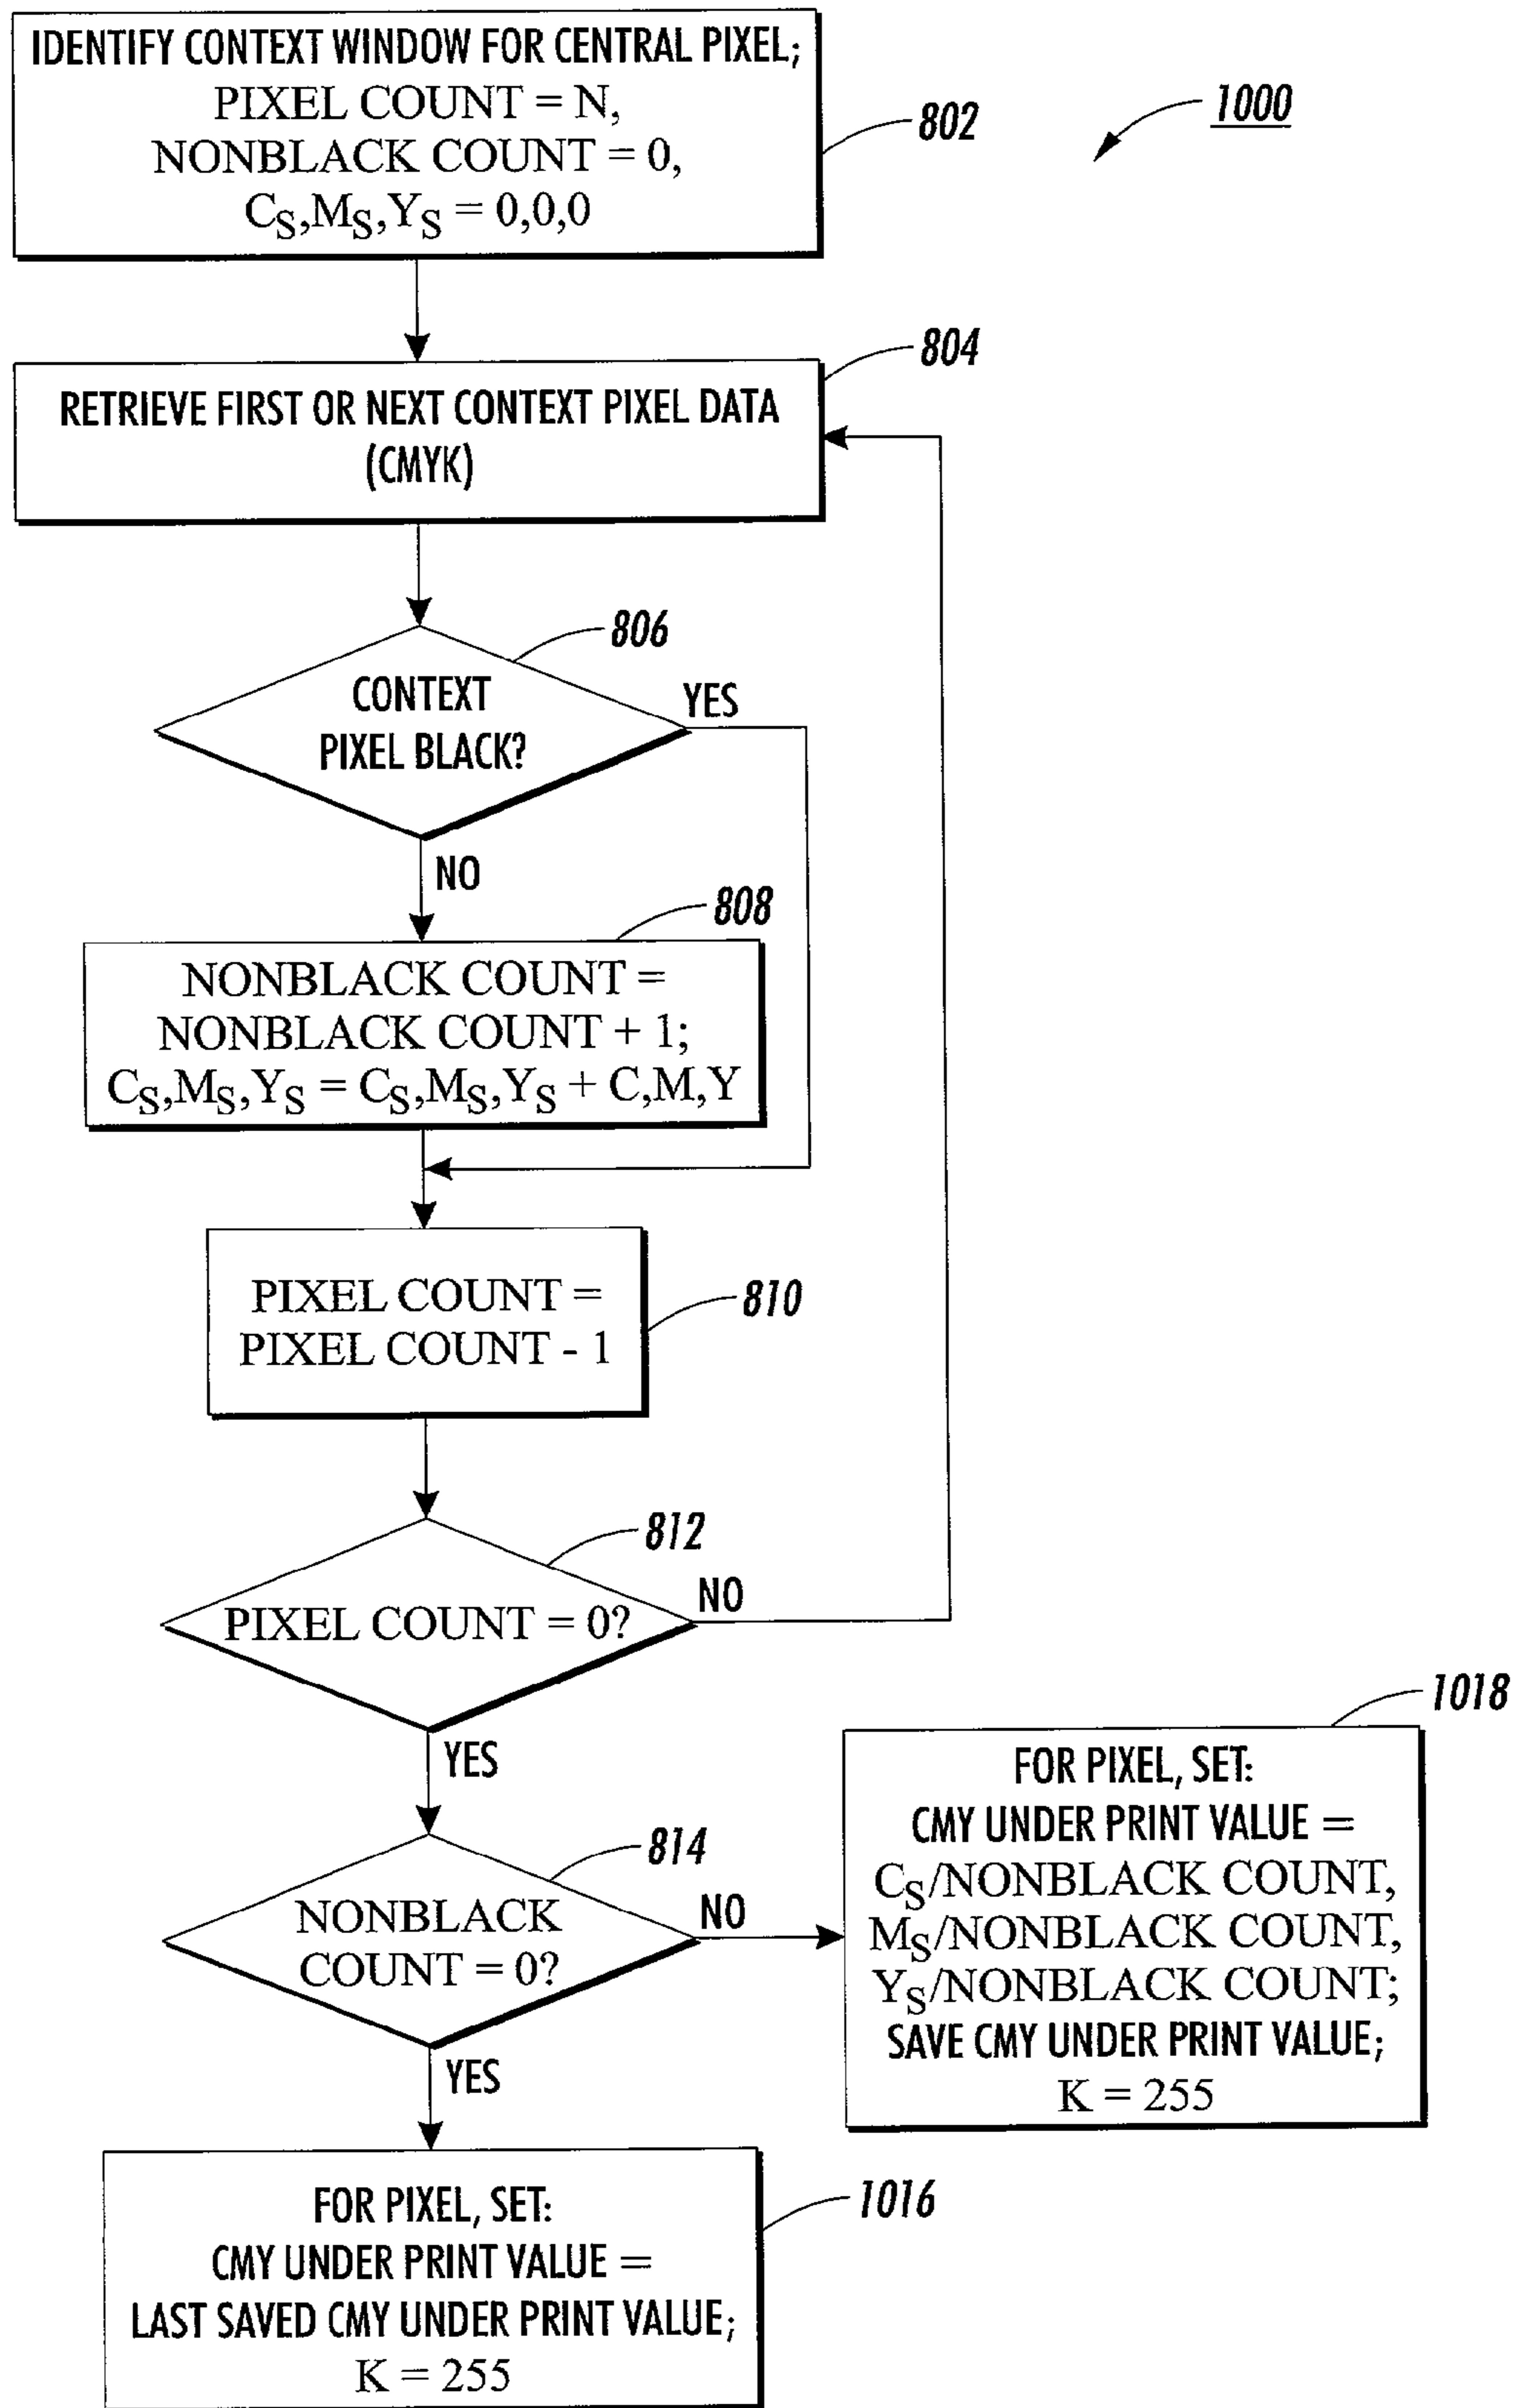 IDENTIFY CONTEXT WINDOW FOR CENTRAL PIXEL;
PIXEL COUNT = N,
NONBLACK COUNT = 0,
CS,MS,YS = 0,0,0
802
1000
804
RETRIEVE FIRST OR NEXT CONTEXT PIXEL DATA
(CMYK)
806
CONTEXT
PIXEL BLACK?
YES
NO
808
NONBLACK COUNT =
NONBLACK COUNT + 1;
CS,MS,YS = CS,MS,YS + C,M,Y
PIXEL COUNT =
PIXEL COUNT - 1
810
812
PIXEL COUNT = 0?
NO
YES
814
NONBLACK
COUNT = 0?
NO
YES
1018
FOR PIXEL, SET:
CMY UNDER PRINT VALUE =
CS/NONBLACK COUNT,
MS/NONBLACK COUNT,
YS/NONBLACK COUNT;
SAVE CMY UNDER PRINT VALUE;
K = 255
1016
FOR PIXEL, SET:
CMY UNDER PRINT VALUE =
LAST SAVED CMY UNDER PRINT VALUE;
K = 255